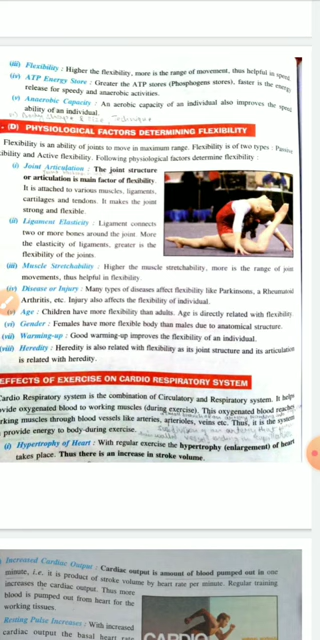 (iii) Flexibility : Higher the flexibility, more is the range of movement, thus helpful in speed.
(iv) ATP Energy Store : Greater the ATP stores (Phosphogens stores), faster is the energy
release for speedy and anaerobic activities.
(v) Anaerobic Capacity : An aerobic capacity of an individual also improves the speed
ability of an individual.
(D) PHYSIOLOGICAL FACTORS DETERMINING FLEXIBILITY
Flexibility is an ability of joints to move in maximum range. Flexibility is of two types : Passive
xibility and Active flexibility. Following physiological factors determine flexibility :
(i) Joint Articulation : The joint structure
or articulation is main factor of flexibility.
It is attached to various muscles, ligaments,
cartilages and tendons. It makes the joint
strong and flexible.
(ii) Ligament Elasticity : Ligament connects
two or more bones around the joint. More
the elasticity of ligaments, greater is the
flexibility of the joints.
(iii) Muscle Stretchability : Higher the muscle stretchability, more is the range of joint
movements, thus helpful in flexibility.
(iv) Disease or Injury : Many types of diseases affect flexibility like Parkinsons, a Rheumatoid
Arthritis, etc. Injury also affects the flexibility of individual.
(v) Age : Children have more flexibility than adults. Age is directly related with flexibility.
(vi) Gender : Females have more flexible body than males due to anatomical structure.
(vii) Warming-up : Good warming-up improves the flexibility of an individual.
(viii) Heredity : Heredity is also related with flexibility as its joint structure and its articulation
is related with heredity.
EFFECTS OF EXERCISE ON CARDIO RESPIRATORY SYSTEM
Cardio Respiratory system is the combination of Circulatory and Respiratory system. It helps
ovide oxygenated blood to working muscles (during exercise). This oxygenated blood reaches
rking muscles through blood vessels like arteries, arterioles, veins etc. Thus, it is the system
provide energy to body during exercise.
(i) Hypertrophy of Heart : With regular exercise the hypertrophy (enlargement) of heart
takes place. Thus there is an increase in stroke volume.
Increased Cardiac Output : Cardiac output is amount of blood pumped out in one
minute, i.e. it is product of stroke volume by heart rate per minute. Regular training
increases the cardiac output. Thus more
blood is pumped out from heart for the
working tissues.
Resting Pulse Increases : With increased
cardiac output the basal heart rate
CARDIO